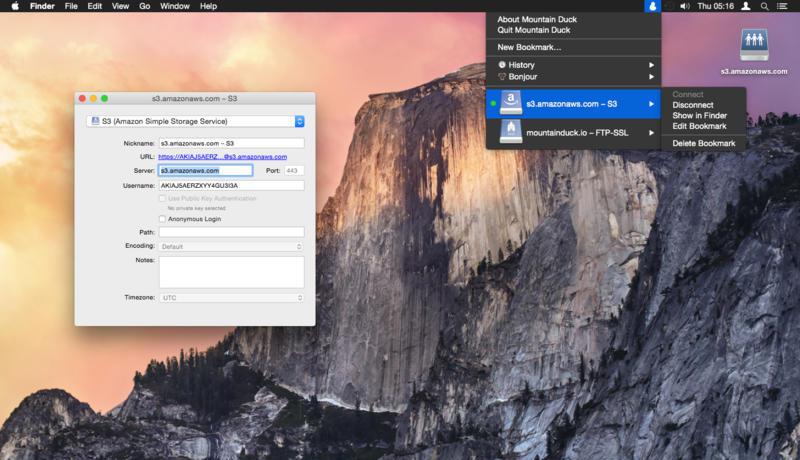 Finder File Edit View Go Window Help
Thu 05:16
About Mountain Duck
Quit Mountain Duck
New Bookmark...
History
Bonjour
s3.amazonaws.com – S3
mountainduck.io – FTP-SSL
Connect
Disconnect
Show in Finder
Edit Bookmark
Delete Bookmark
s3.amazonaws.com
s3.amazonaws.com – S3
S3 (Amazon Simple Storage Service)
Nickname: s3.amazonaws.com – S3
URL: https://AKIAJ5AERZ...@s3.amazonaws.com
Server: s3.amazonaws.com Port: 443
Username: AKIAJ5AERZXYY4GU3I3A
Use Public Key Authentication
No private key selected
Anonymous Login
Path:
Encoding: Default
Notes:
Timezone: UTC